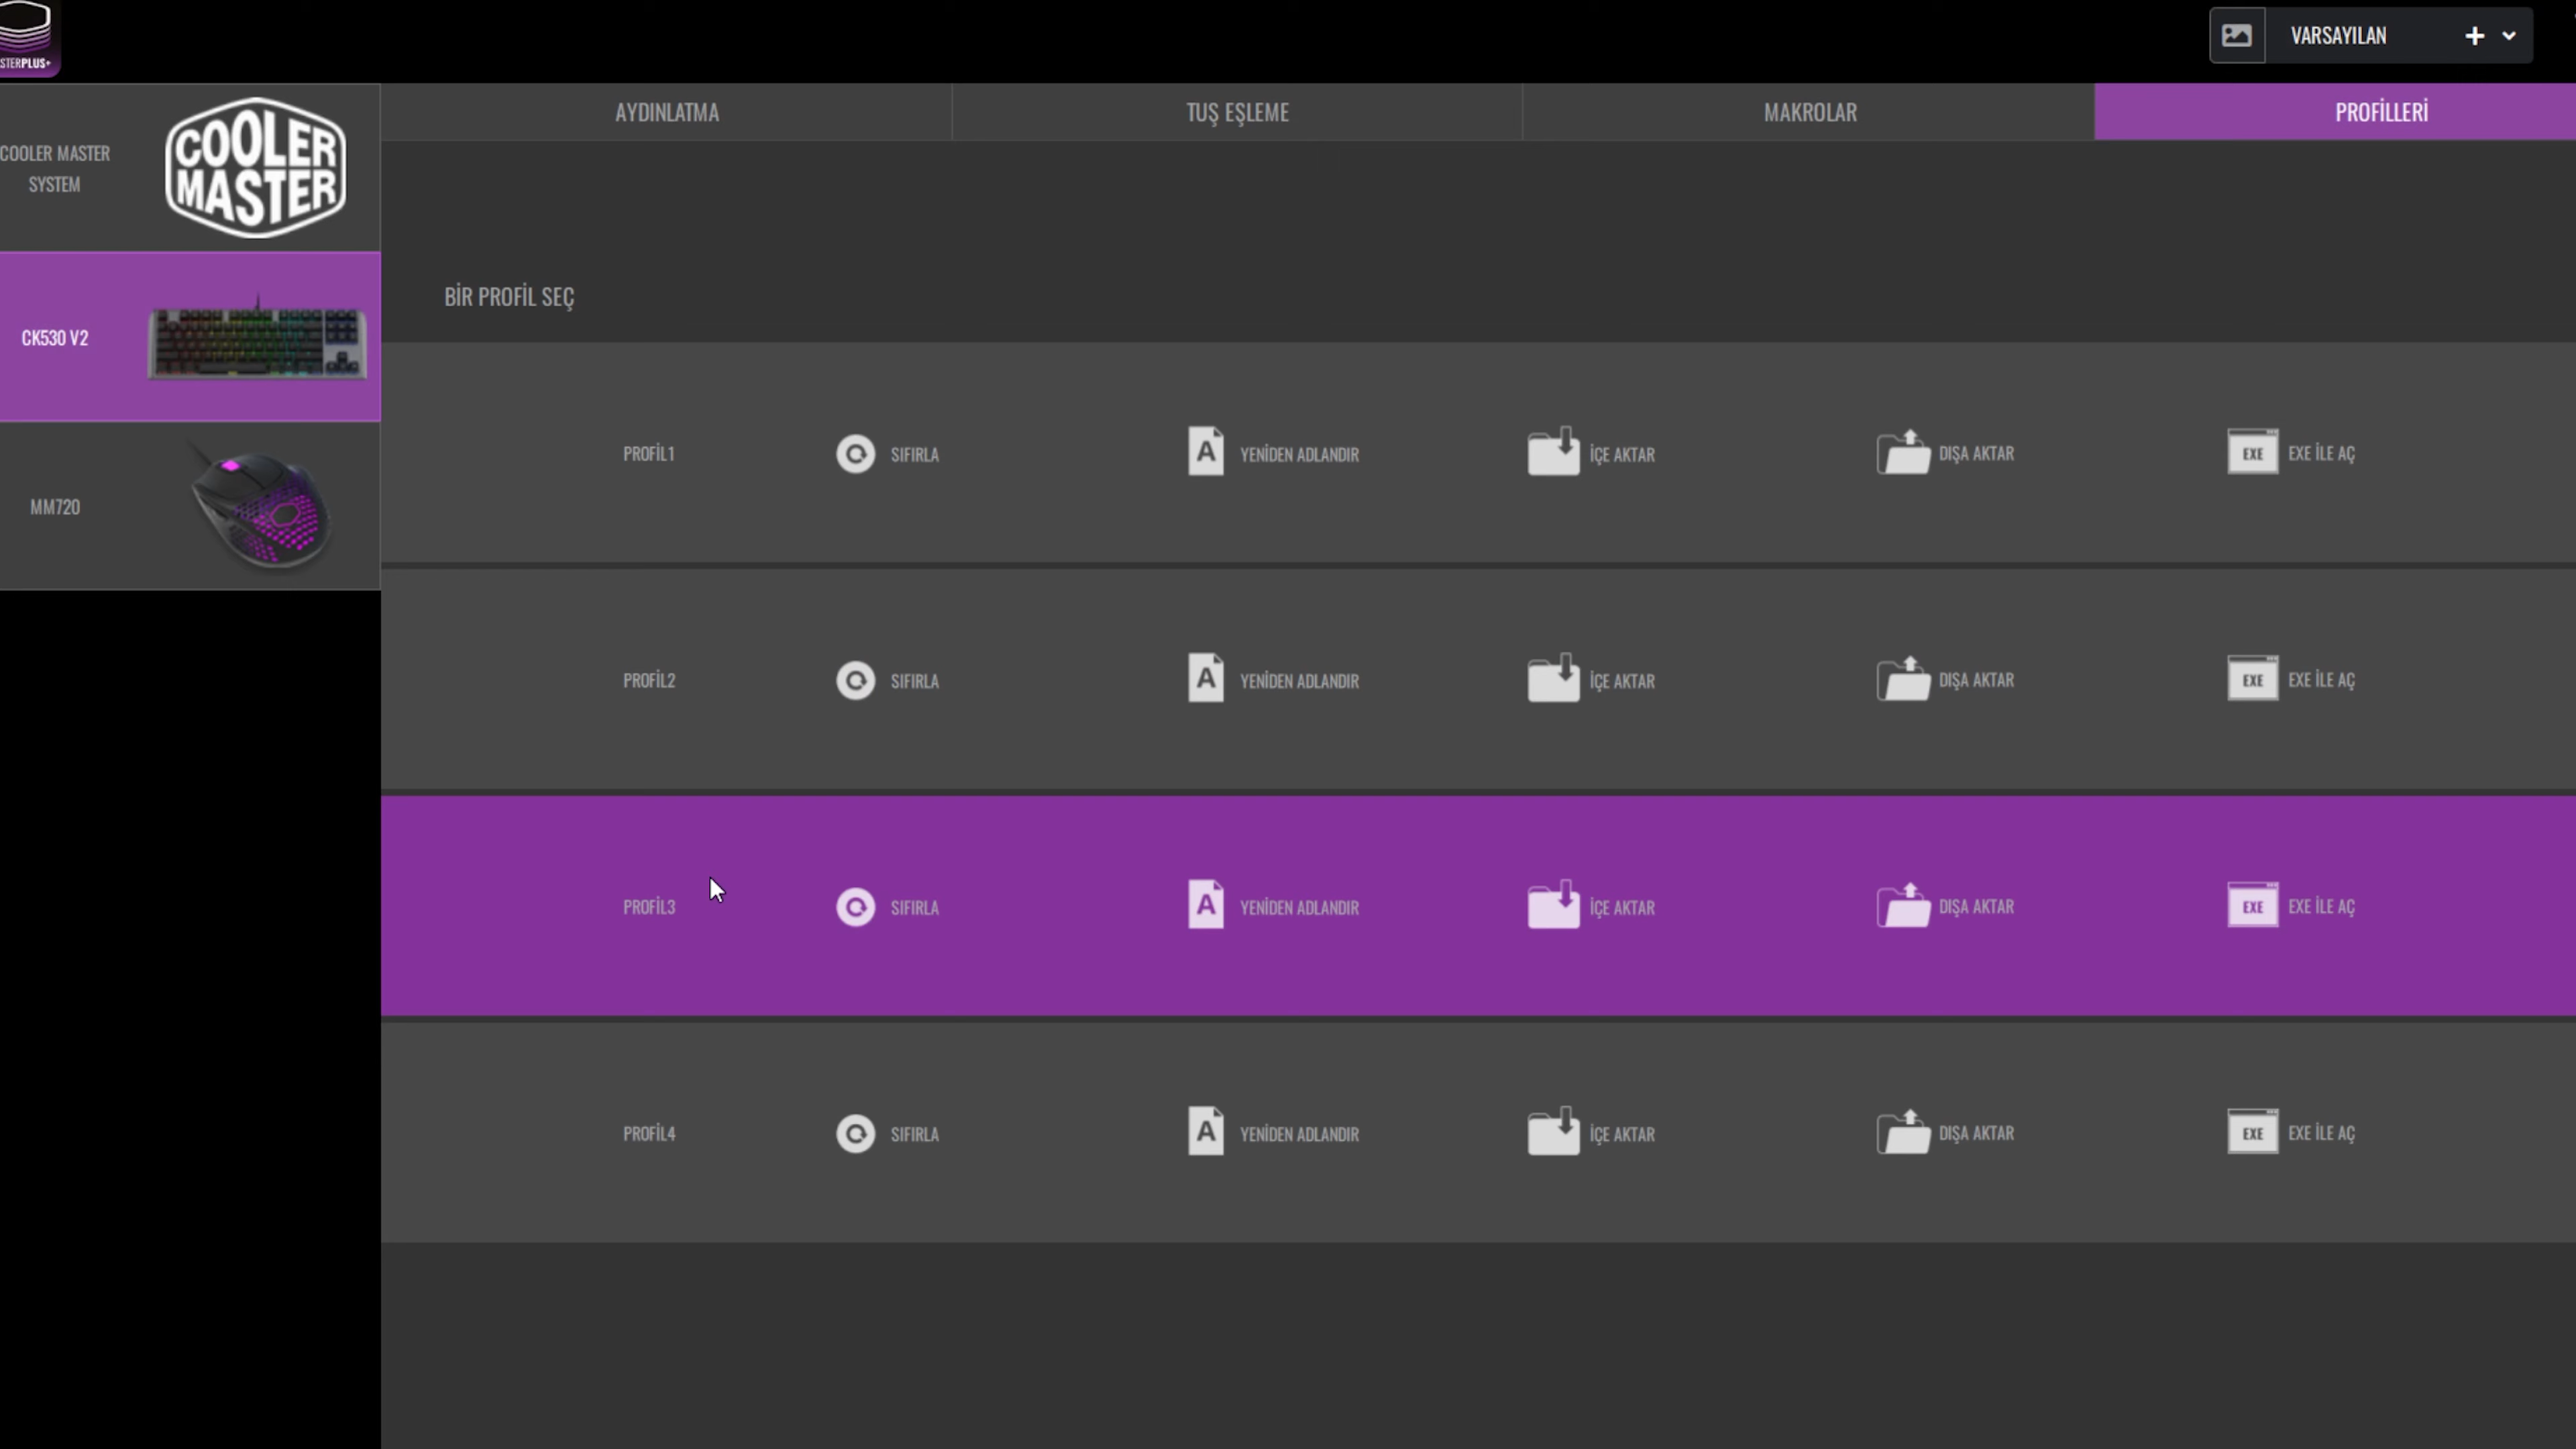 STERPLUS+
VARSAYILAN
COOLER MASTER
SYSTEM
COOLER
MASTER
CK530 V2
MM720
AYDINLATMA TUŞ EŞLEME MAKROLAR PROFİLLERİ
BİR PROFİL SEÇ
PROFİL1 SIFIRLA A YENİDEN ADLANDIR İÇE AKTAR DIŞA AKTAR EXE EXE İLE AÇ
PROFİL2 SIFIRLA A YENİDEN ADLANDIR İÇE AKTAR DIŞA AKTAR EXE EXE İLE AÇ
PROFİL3 SIFIRLA A YENİDEN ADLANDIR İÇE AKTAR DIŞA AKTAR EXE EXE İLE AÇ
PROFİL4 SIFIRLA A YENİDEN ADLANDIR İÇE AKTAR DIŞA AKTAR EXE EXE İLE AÇ